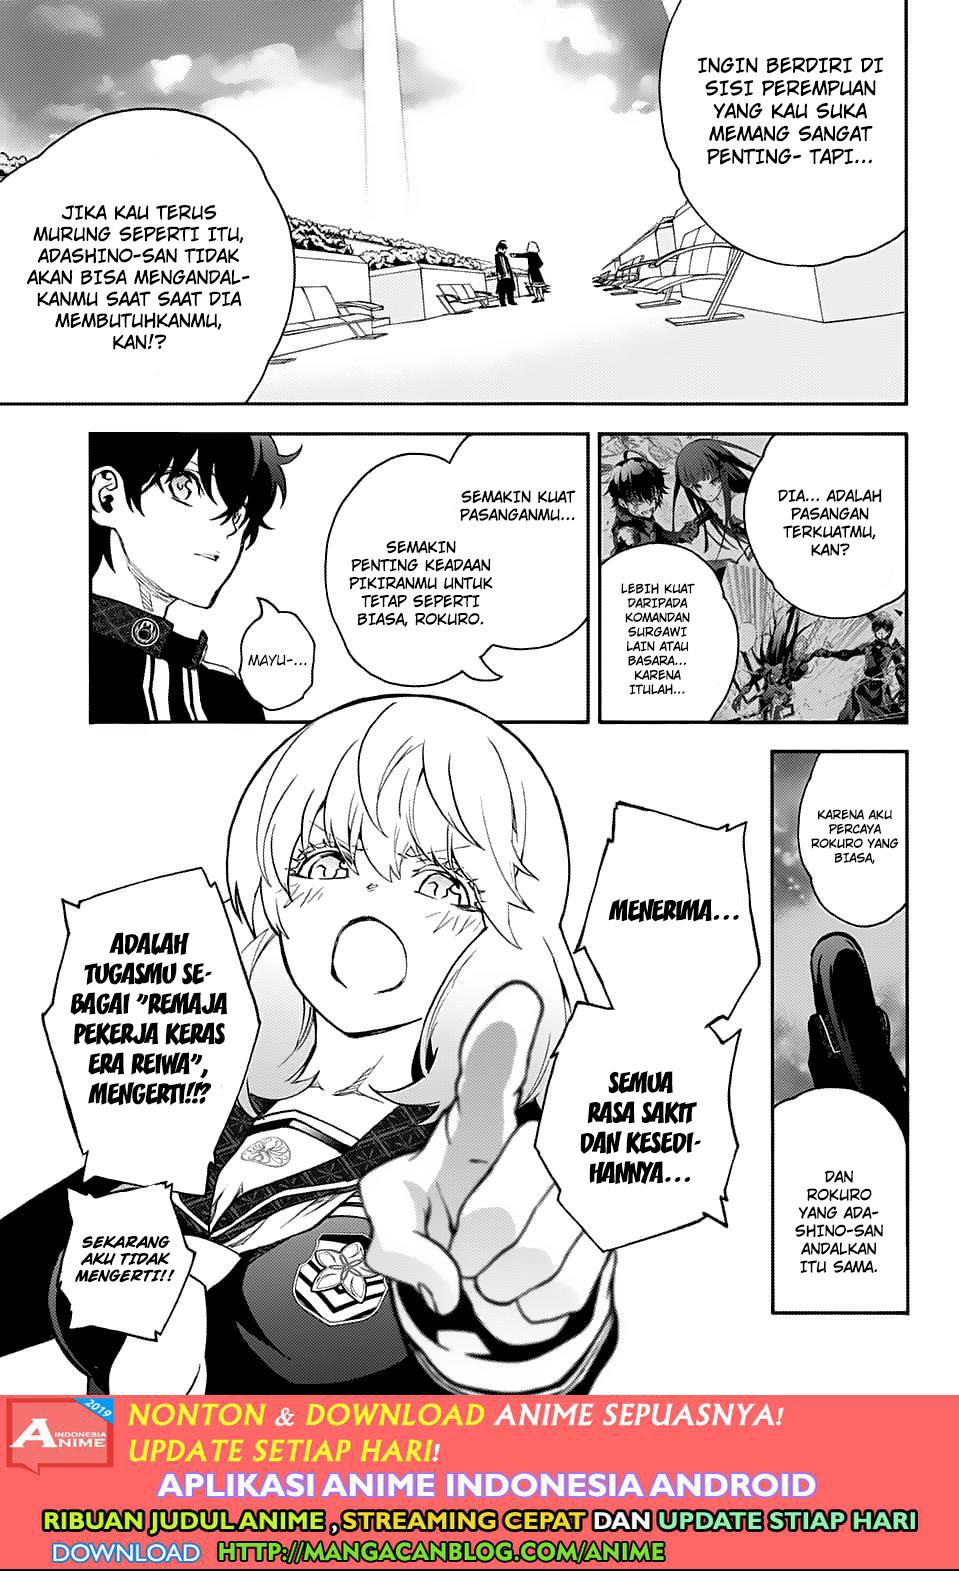 INGIN BERDIRI DI
SISI PEREMPUAN
YANG KAU SUKA
MEMANG SANGAT
PENTING- TAPI...
JIKA KAU TERUS
MURUNG SEPERTI ITU,
ADASHINO-SAN TIDAK
AKAN BISA MENGANDAL-
KANMU SAAT SAAT DIA
MEMBUTUHKANMU,
KAN!?
DIA... ADALAH
PASANGAN
TERKUATMU,
KAN?
LEBIH KUAT
DARIPADA
KOMANDAN
SURGAWI
LAIN ATAU
BASARA...
KARENA
ITULAH...
SEMAKIN KUAT
PASANGANMU...
SEMAKIN
PENTING KEADAAN
PIKIRANMU UNTUK
TETAP SEPERTI
BIASA, ROKURO.
MAYU-...
KARENA AKU
PERCAYA
ROKURO YANG
BIASA,
DAN
ROKURO
YANG ADA-
SHINO-SAN
ANDALKAN
ITU SAMA.
MENERIMA...
SEMUA
RASA SAKIT
DAN KESEDI-
HANNYA...
ADALAH
TUGASMU SE-
BAGAI "REMAJA
PEKERJA KERAS
ERA REIWA",
MENGERTI!!?
SEKARANG
AKU TIDAK
MENGERTI!!
2019
INDONESIA
ANIME
NONTON & DOWNLOAD ANIME SEPUASNYA!
UPDATE SETIAP HARI!
APLIKASI ANIME INDONESIA ANDROID
RIBUAN JUDUL ANIME , STREAMING CEPAT DAN UPDATE STIAP HARI
DOWNLOAD HTTP://MANGACANBLOG.COM/ANIME